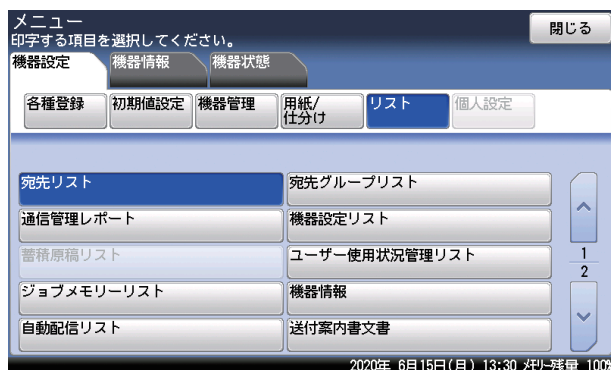 メニュー
印字する項目を選択してください。
閉じる
機器設定
機器情報
機器状態
各種登録
初期値設定
機器管理
用紙/
仕分け
リスト
個人設定
宛先リスト
宛先グループリスト
通信管理レポート
機器設定リスト
蓄積原稿リスト
ユーザー使用状況管理リスト
1
2
ジョブメモリーリスト
機器情報
自動配信リスト
送付案内書文書
2020年 6月15日(月) 13:30 メモリー残量 100%